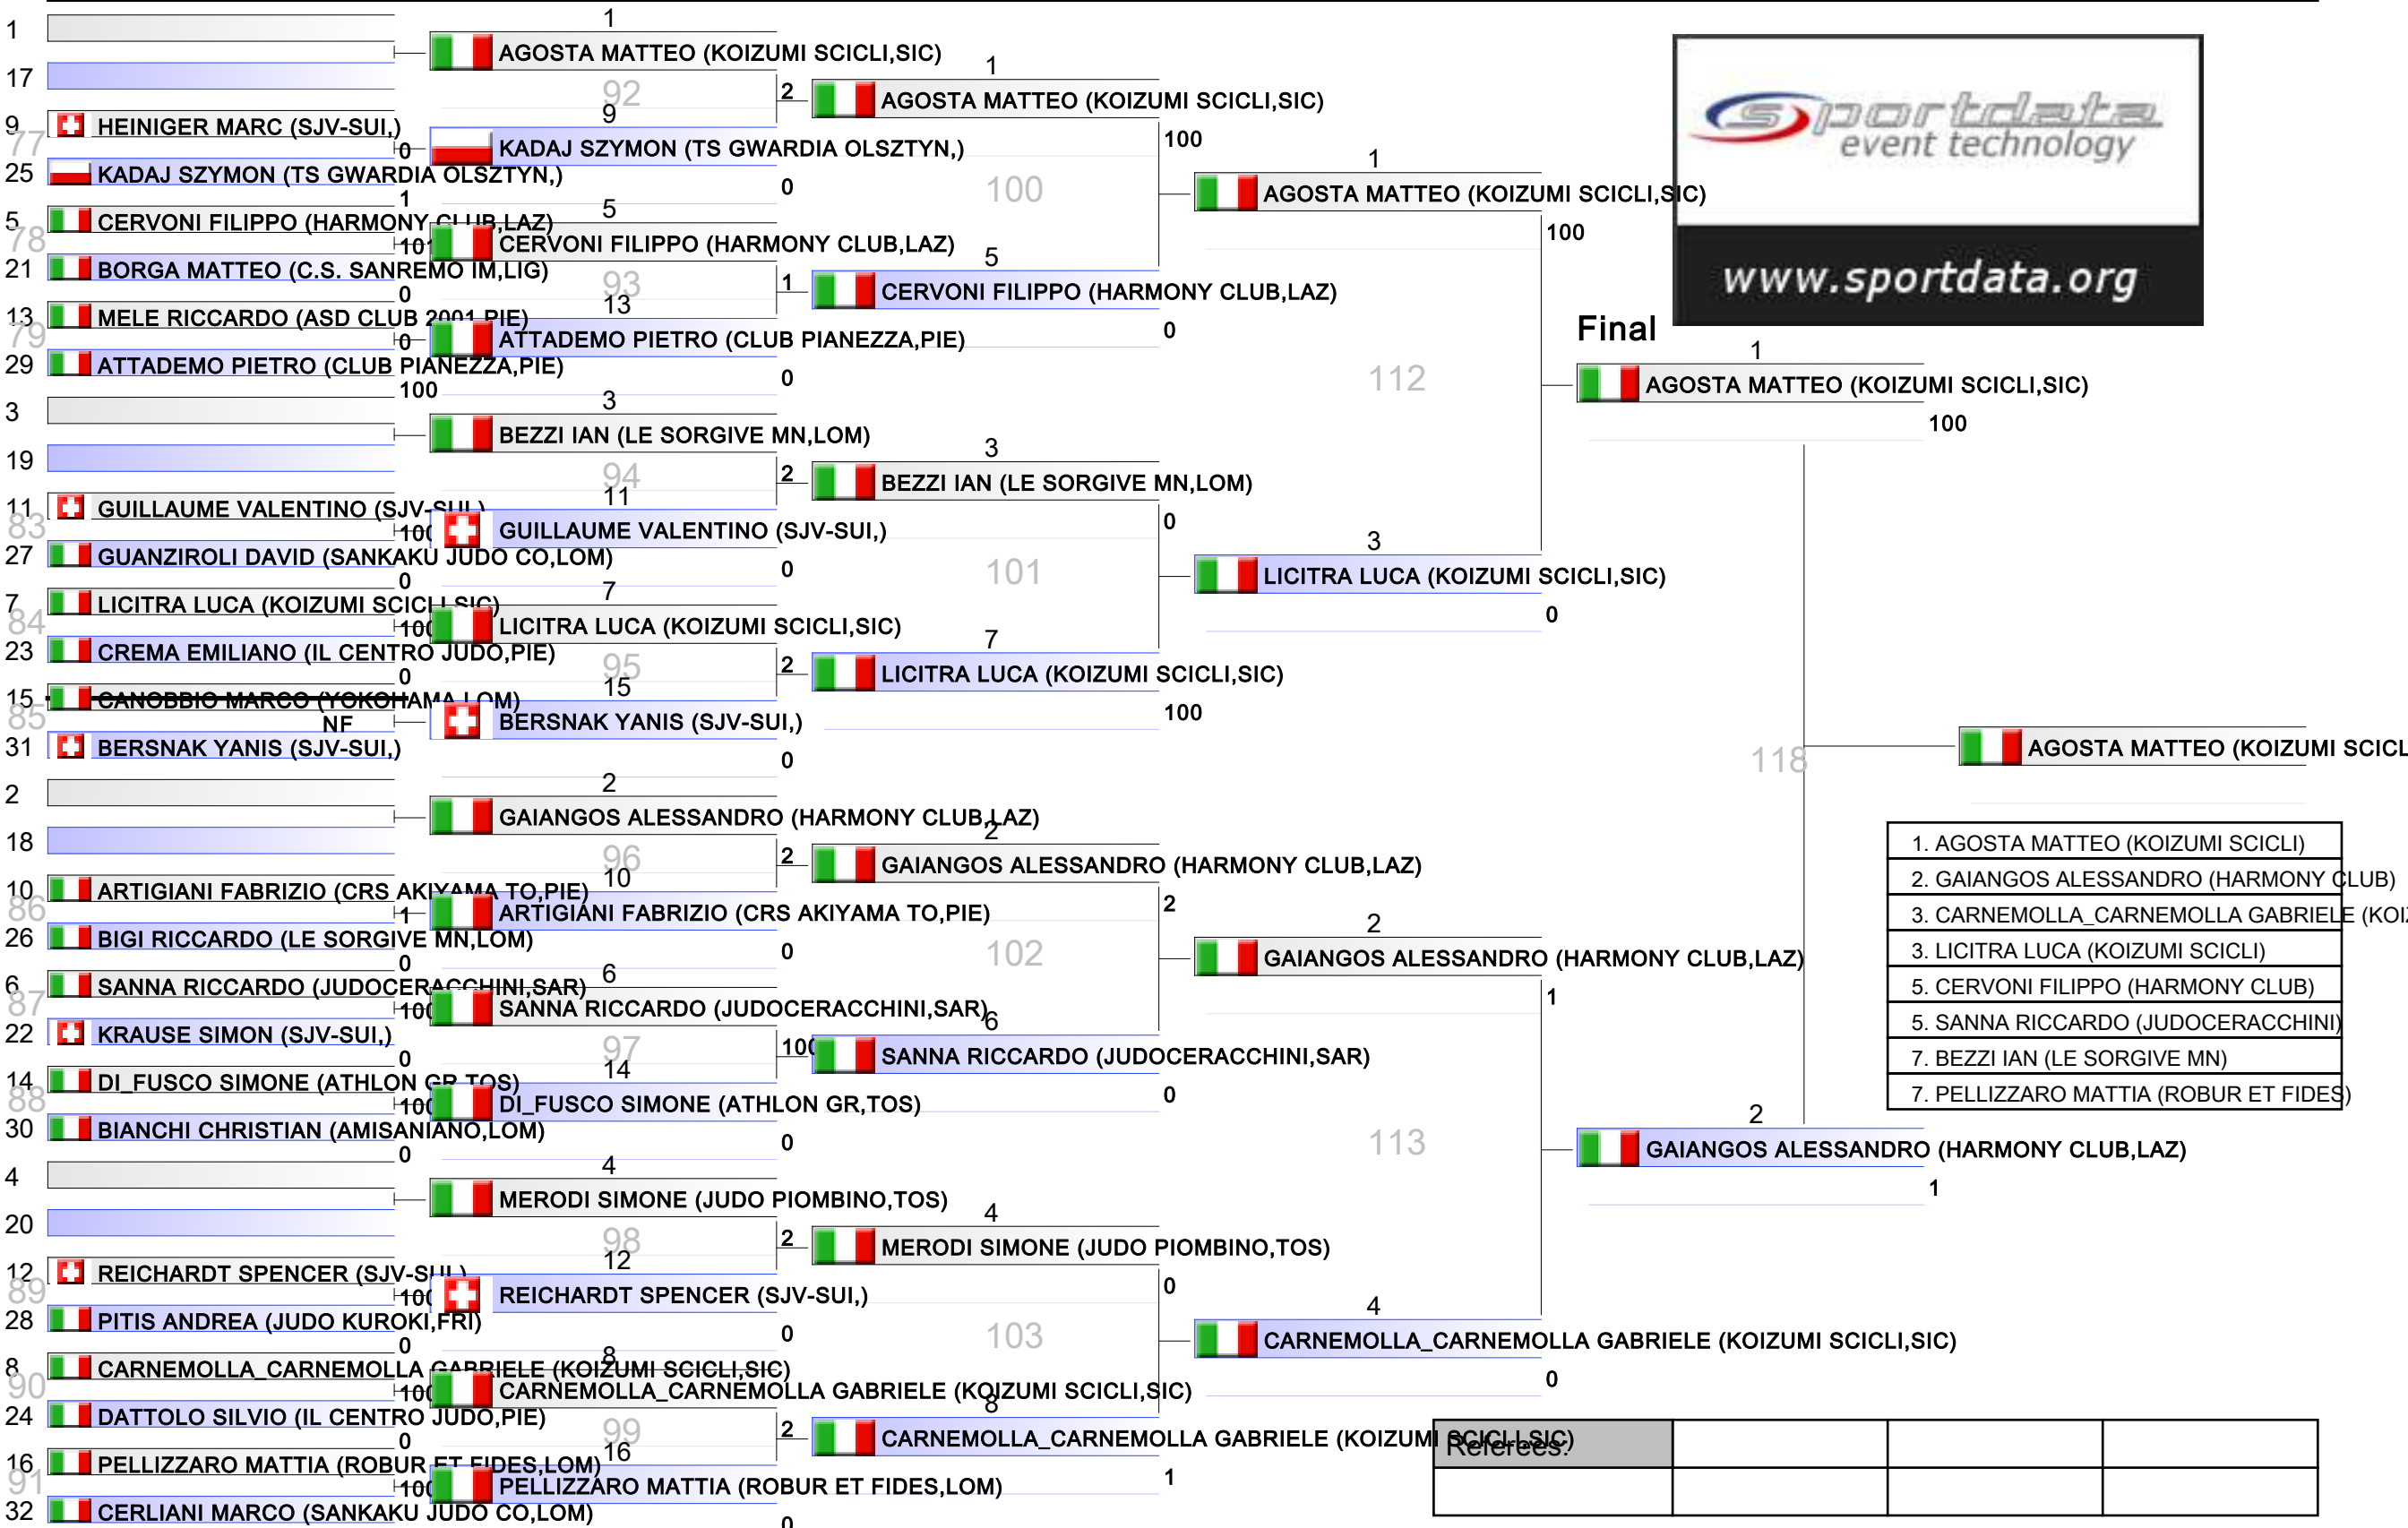 1
17
9 HEINIGER MARC (SJV-SUI,)
77
0
25 KADAJ SZYMON (TS GWARDIA OLSZTYN,)
1
5 CERVONI FILIPPO (HARMONY CLUB,LAZ)
78
101
21 BORGA MATTEO (C.S. SANREMO IM,LIG)
0
13 MELE RICCARDO (ASD CLUB 2001,PIE)
79
0
29 ATTADEMO PIETRO (CLUB PIANEZZA,PIE)
100
3
19
11 GUILLAUME VALENTINO (SJV-SUI,)
83
100
27 GUANZIROLI DAVID (SANKAKU JUDO CO,LOM)
0
7 LICITRA LUCA (KOIZUMI SCICLI,SIC)
84
100
23 CREMA EMILIANO (IL CENTRO JUDO,PIE)
0
15 CANOBBIO MARCO (YOKOHAMA,LOM)
85
NF
31 BERSNAK YANIS (SJV-SUI,)
2
18
10 ARTIGIANI FABRIZIO (CRS AKIYAMA TO,PIE)
86
1
26 BIGI RICCARDO (LE SORGIVE MN,LOM)
0
6 SANNA RICCARDO (JUDOCERACCHINI,SAR)
87
100
22 KRAUSE SIMON (SJV-SUI,)
0
14 DI_FUSCO SIMONE (ATHLON GR,TOS)
88
100
30 BIANCHI CHRISTIAN (AMISANIANO,LOM)
0
4
20
12 REICHARDT SPENCER (SJV-SUI,)
89
100
28 PITIS ANDREA (JUDO KUROKI,FRI)
0
8 CARNEMOLLA_CARNEMOLLA GABRIELE (KOIZUMI SCICLI,SIC)
90
100
24 DATTOLO SILVIO (IL CENTRO JUDO,PIE)
0
16 PELLIZZARO MATTIA (ROBUR ET FIDES,LOM)
91
100
32 CERLIANI MARCO (SANKAKU JUDO CO,LOM)
1
AGOSTA MATTEO (KOIZUMI SCICLI,SIC)
92
2
9
KADAJ SZYMON (TS GWARDIA OLSZTYN,)
0
5
CERVONI FILIPPO (HARMONY CLUB,LAZ)
93
1
13
ATTADEMO PIETRO (CLUB PIANEZZA,PIE)
0
3
BEZZI IAN (LE SORGIVE MN,LOM)
94
2
11
GUILLAUME VALENTINO (SJV-SUI,)
0
7
LICITRA LUCA (KOIZUMI SCICLI,SIC)
95
2
15
BERSNAK YANIS (SJV-SUI,)
0
2
GAIANGOS ALESSANDRO (HARMONY CLUB,LAZ)
96
2
10
ARTIGIANI FABRIZIO (CRS AKIYAMA TO,PIE)
0
6
SANNA RICCARDO (JUDOCERACCHINI,SAR)
97
100
14
DI_FUSCO SIMONE (ATHLON GR,TOS)
0
4
MERODI SIMONE (JUDO PIOMBINO,TOS)
98
2
12
REICHARDT SPENCER (SJV-SUI,)
0
8
CARNEMOLLA_CARNEMOLLA GABRIELE (KOIZUMI SCICLI,SIC)
99
2
16
PELLIZZARO MATTIA (ROBUR ET FIDES,LOM)
0
1
AGOSTA MATTEO (KOIZUMI SCICLI,SIC)
100
100
5
CERVONI FILIPPO (HARMONY CLUB,LAZ)
0
3
BEZZI IAN (LE SORGIVE MN,LOM)
0
101
7
LICITRA LUCA (KOIZUMI SCICLI,SIC)
100
2
GAIANGOS ALESSANDRO (HARMONY CLUB,LAZ)
2
102
6
SANNA RICCARDO (JUDOCERACCHINI,SAR)
0
4
MERODI SIMONE (JUDO PIOMBINO,TOS)
0
103
8
CARNEMOLLA_CARNEMOLLA GABRIELE (KOIZUMI SCICLI,SIC)
1
1
AGOSTA MATTEO (KOIZUMI SCICLI,SIC)
100
112
3
LICITRA LUCA (KOIZUMI SCICLI,SIC)
0
2
GAIANGOS ALESSANDRO (HARMONY CLUB,LAZ)
1
113
4
CARNEMOLLA_CARNEMOLLA GABRIELE (KOIZUMI SCICLI,SIC)
0
sportdata
event technology
www.sportdata.org
Final
1
AGOSTA MATTEO (KOIZUMI SCICLI,SIC)
100
118
2
GAIANGOS ALESSANDRO (HARMONY CLUB,LAZ)
1
AGOSTA MATTEO (KOIZUMI SCICL
1. AGOSTA MATTEO (KOIZUMI SCICLI)
2. GAIANGOS ALESSANDRO (HARMONY CLUB)
3. CARNEMOLLA_CARNEMOLLA GABRIELE (KOI
3. LICITRA LUCA (KOIZUMI SCICLI)
5. CERVONI FILIPPO (HARMONY CLUB)
5. SANNA RICCARDO (JUDOCERACCHINI)
7. BEZZI IAN (LE SORGIVE MN)
7. PELLIZZARO MATTIA (ROBUR ET FIDES)
Referees: